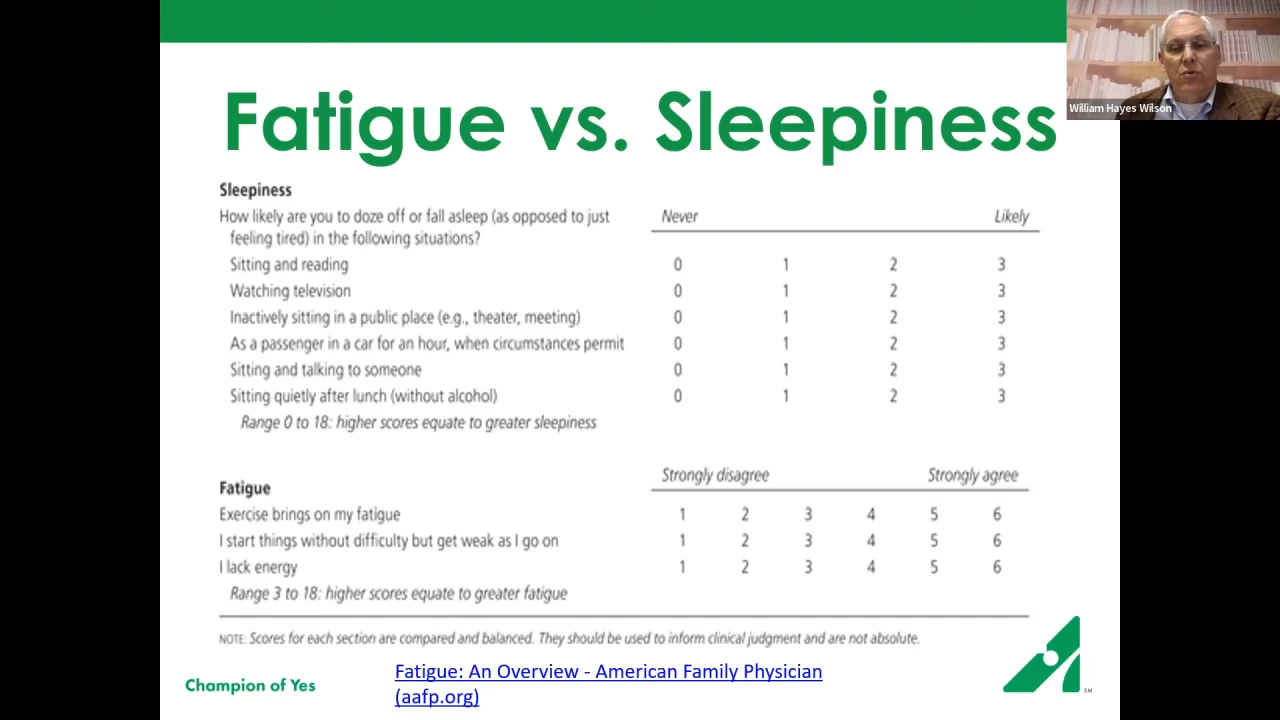 William Hayes Wilson
Fatigue vs. Sleepiness
Sleepiness
How likely are you to doze off or fall asleep (as opposed to just Never Likely
feeling tired) in the following situations?
Sitting and reading 0 1 2 3
Watching television 0 1 2 3
Inactively sitting in a public place (e.g., theater, meeting) 0 1 2 3
As a passenger in a car for an hour, when circumstances permit 0 1 2 3
Sitting and talking to someone 0 1 2 3
Sitting quietly after lunch (without alcohol) 0 1 2 3
Range 0 to 18: higher scores equate to greater sleepiness
Strongly disagree Strongly agree
Fatigue
Exercise brings on my fatigue 1 2 3 4 5 6
I start things without difficulty but get weak as I go on 1 2 3 4 5 6
I lack energy 1 2 3 4 5 6
Range 3 to 18: higher scores equate to greater fatigue
NOTE: Scores for each section are compared and balanced. They should be used to inform clinical judgment and are not absolute.
Fatigue: An Overview - American Family Physician
(aafp.org)
Champion of Yes
SM